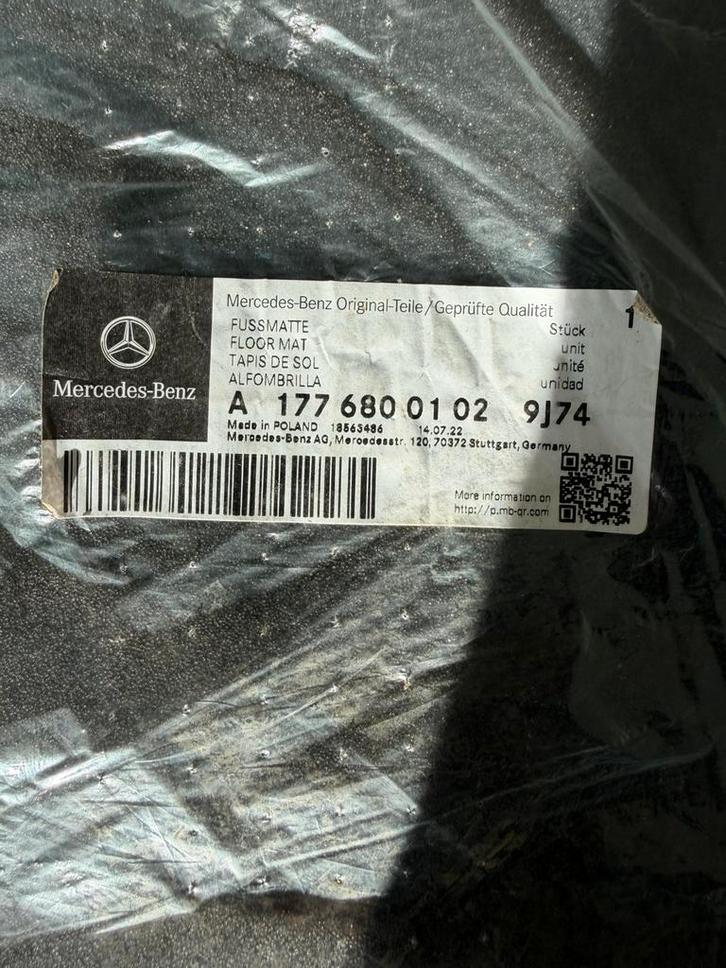 Mercedes-Benz
Mercedes-Benz Original-Teile/Geprüfte Qualität 1
FUSSMATTE Stück
FLOOR MAT unit
TAPIS DE SOL unité
ALFOMBRILLA unidad
A 177 680 01 02 9J74
Made in POLAND 18563486 14.07.22
Mercedes-Benz AG, Mercedesstr. 120, 70372 Stuttgart, Germany
More information on
http://p.mb-qr.com